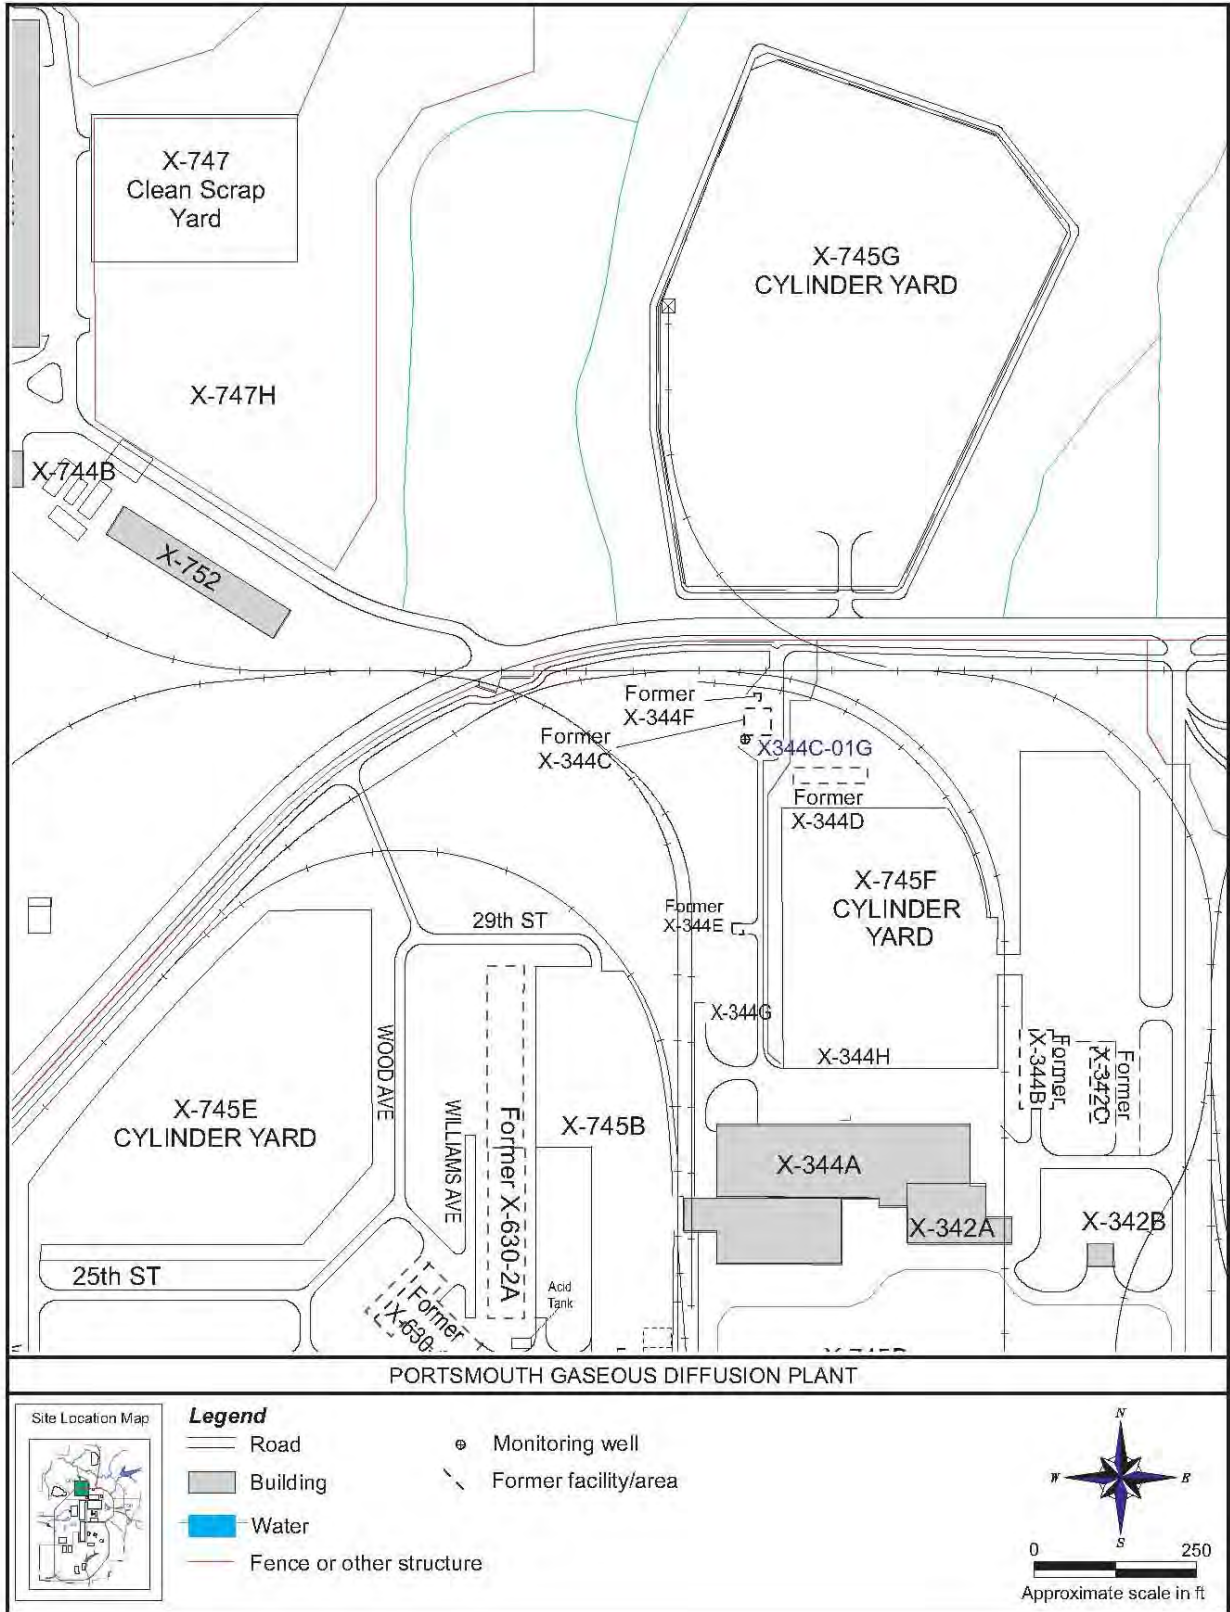 X-747
Clean Scrap
Yard
X-745G
CYLINDER YARD
X-747H
X-744B
X-752
Former
X-344F
Former
X-344C
X344C-01G
Former
X-344D
X-745F
CYLINDER
YARD
Former
X-344E
29th ST
X-344G
X-344H
WOOD AVE
Former
X-344B
Former
X-342C
X-745E
CYLINDER YARD
WILLIAMS AVE
Former X-630-2A
X-745B
X-344A
X-342A
X-342B
25th ST
Former
X-630
Acid
Tank
PORTSMOUTH GASEOUS DIFFUSION PLANT
Site Location Map
Legend
Road
Building
Water
Fence or other structure
Monitoring well
Former facility/area
N
W
E
S
0 250
Approximate scale in ft